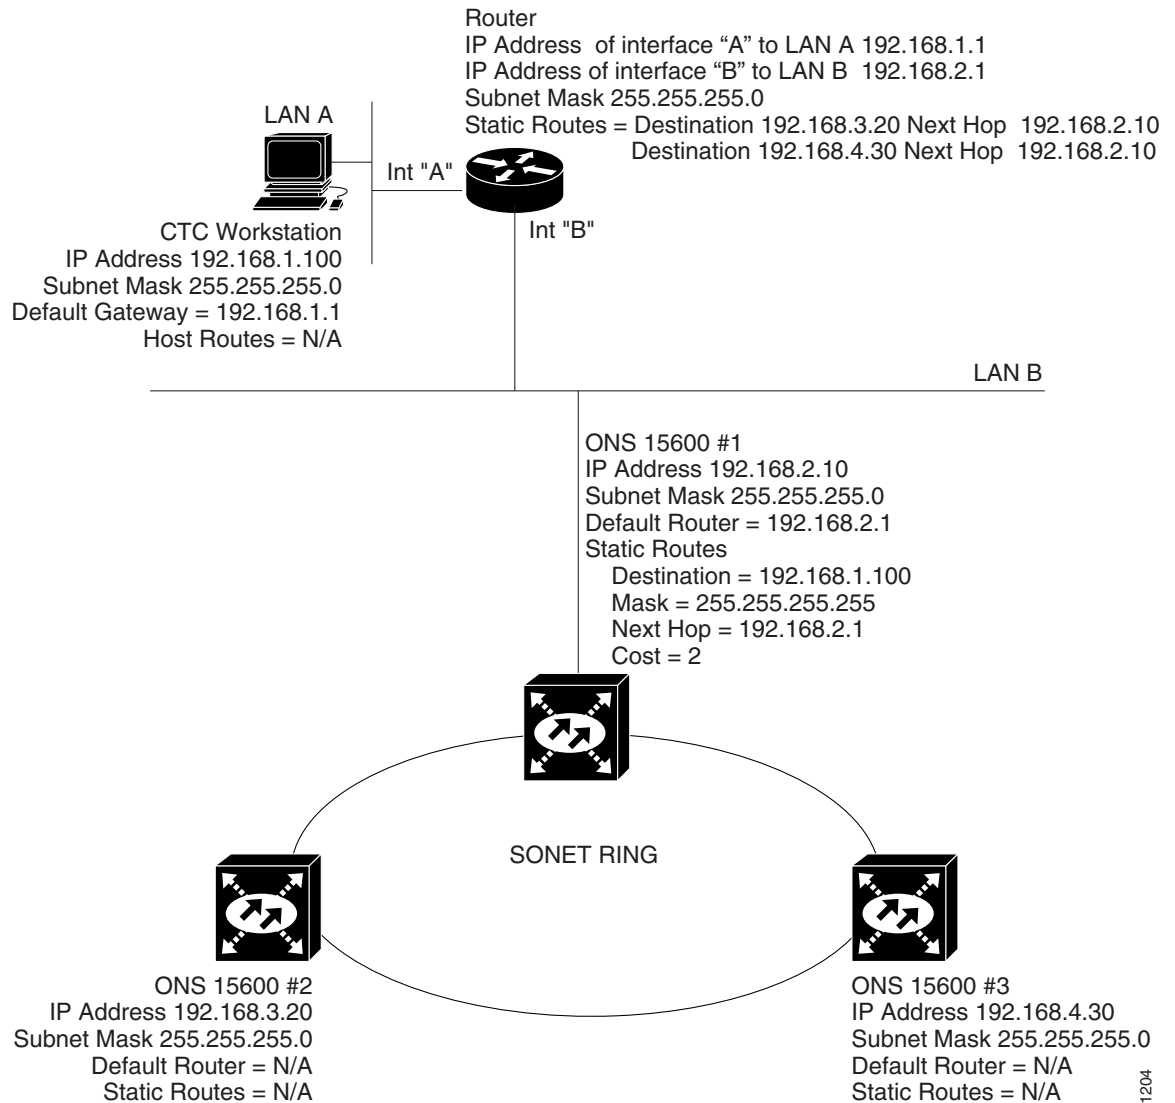 Router
IP Address of interface “A” to LAN A 192.168.1.1
IP Address of interface “B” to LAN B 192.168.2.1
Subnet Mask 255.255.255.0
Static Routes = Destination 192.168.3.20 Next Hop 192.168.2.10
Destination 192.168.4.30 Next Hop 192.168.2.10
LAN A
Int "A"
Int "B"
CTC Workstation
IP Address 192.168.1.100
Subnet Mask 255.255.255.0
Default Gateway = 192.168.1.1
Host Routes = N/A
LAN B
ONS 15600 #1
IP Address 192.168.2.10
Subnet Mask 255.255.255.0
Default Router = 192.168.2.1
Static Routes
Destination = 192.168.1.100
Mask = 255.255.255.255
Next Hop = 192.168.2.1
Cost = 2
SONET RING
ONS 15600 #2
IP Address 192.168.3.20
Subnet Mask 255.255.255.0
Default Router = N/A
Static Routes = N/A
ONS 15600 #3
IP Address 192.168.4.30
Subnet Mask 255.255.255.0
Default Router = N/A
Static Routes = N/A
1204